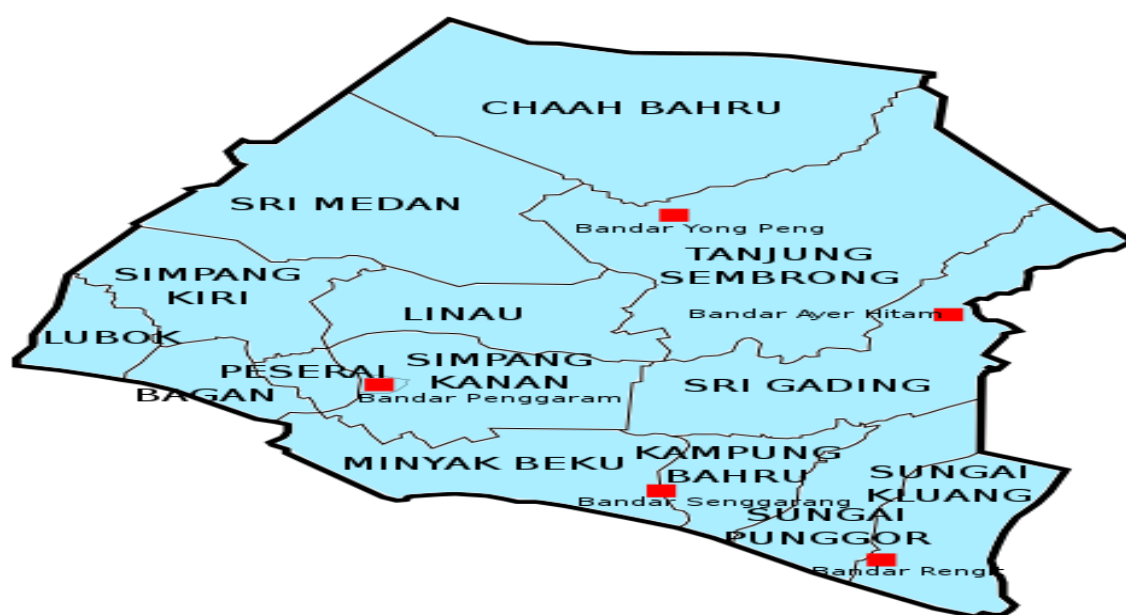 CHAAH BAHRU
SRI MEDAN
Bandar Yong Peng
TANJUNG
SEMBRONG
SIMPANG
KIRI
LINAU
Bandar Ayer Hitam
LUBOK
SIMPANG
KANAN
PESERAI
BAGAN
Bandar Penggaram
SRI GADING
MINYAK BEKU
KAMPUNG
BAHRU
Bandar Senggarang
SUNGAI
KLUANG
SUNGAI
PUNGGOR
Bandar Rengit